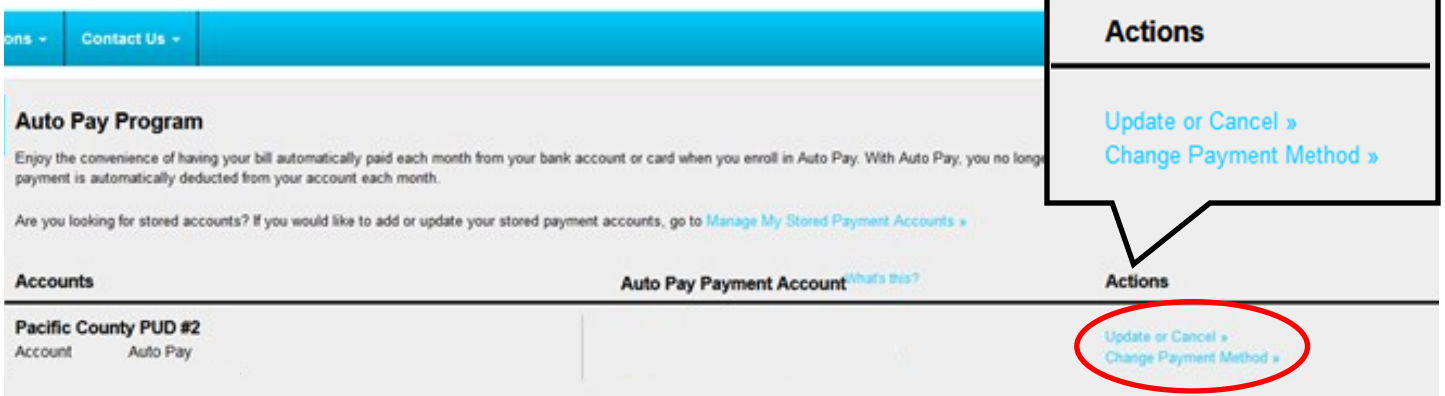 ons Contact Us
Actions
Update or Cancel »
Change Payment Method »
Auto Pay Program
Enjoy the convenience of having your bill automatically paid each month from your bank account or card when you enroll in Auto Pay. With Auto Pay, you no longe
payment is automatically deducted from your account each month.
Are you looking for stored accounts? If you would like to add or update your stored payment accounts, go to Manage My Stored Payment Accounts »
Accounts Auto Pay Payment Account What's this? Actions
Pacific County PUD #2
Account Auto Pay
Update or Cancel »
Change Payment Method »